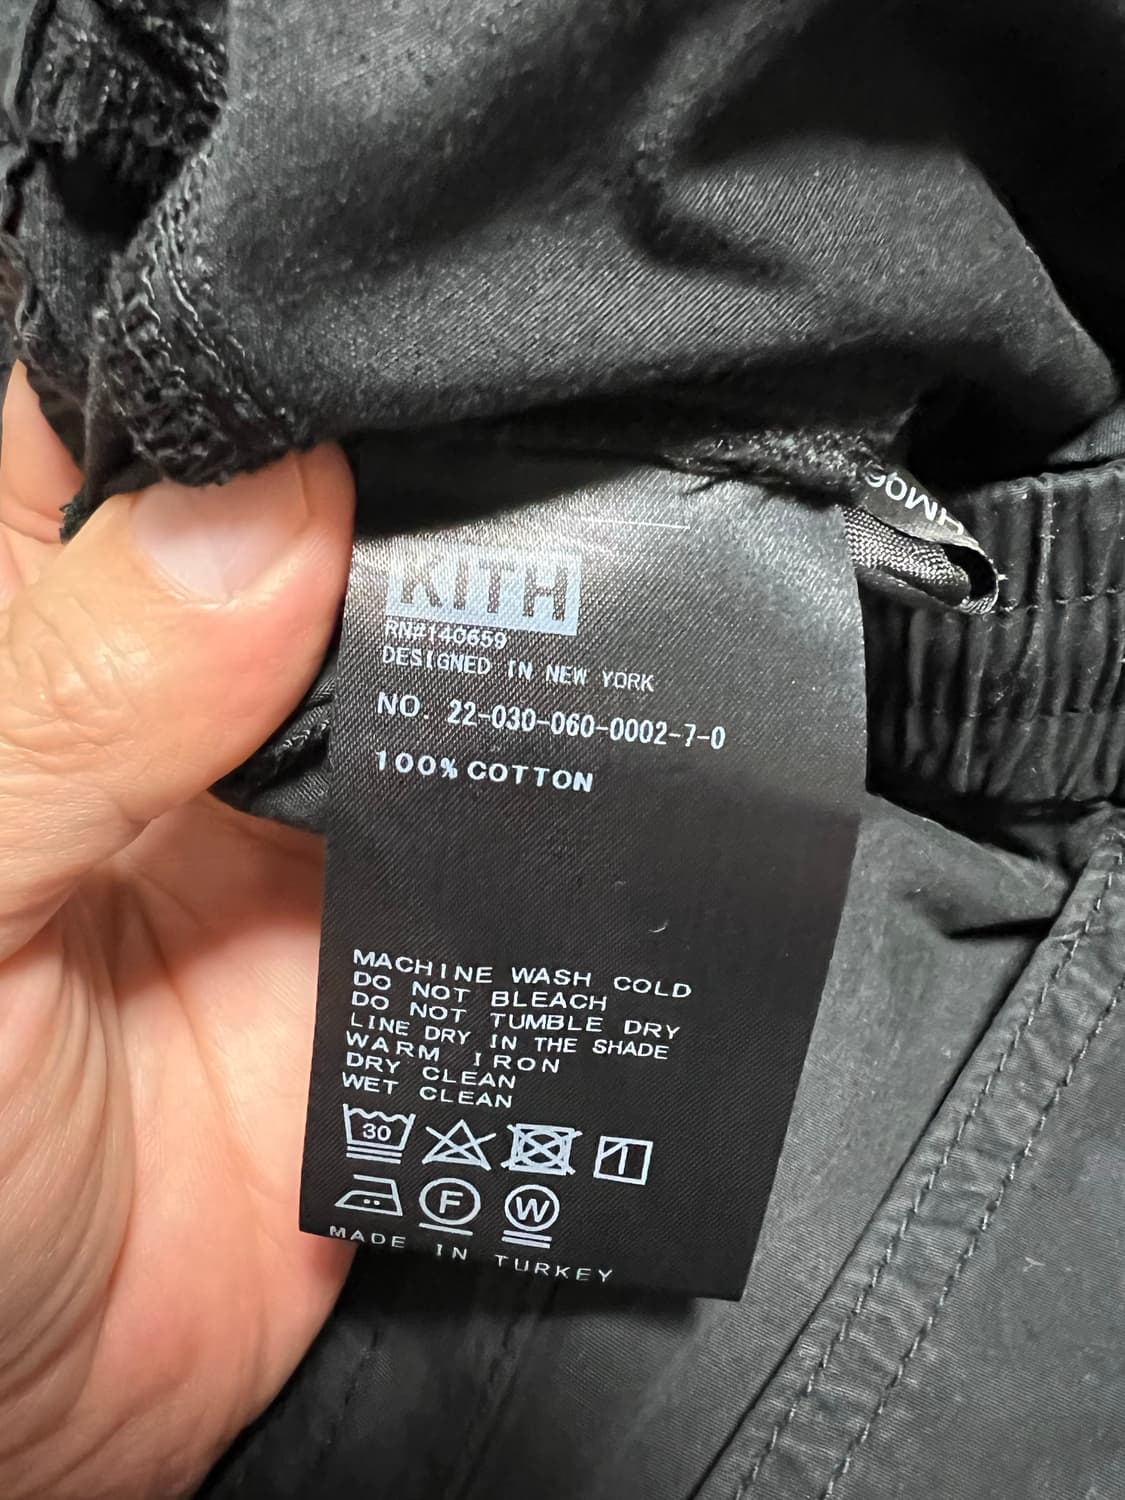 KITH
RN#140659
DESIGNED IN NEW YORK
NO. 22-030-060-0002-7-0
100% COTTON
MACHINE WASH COLD
DO NOT BLEACH
DO NOT TUMBLE DRY
LINE DRY IN THE SHADE
WARM IRON
DRY CLEAN
WET CLEAN
30
F
W
MADE IN TURKEY